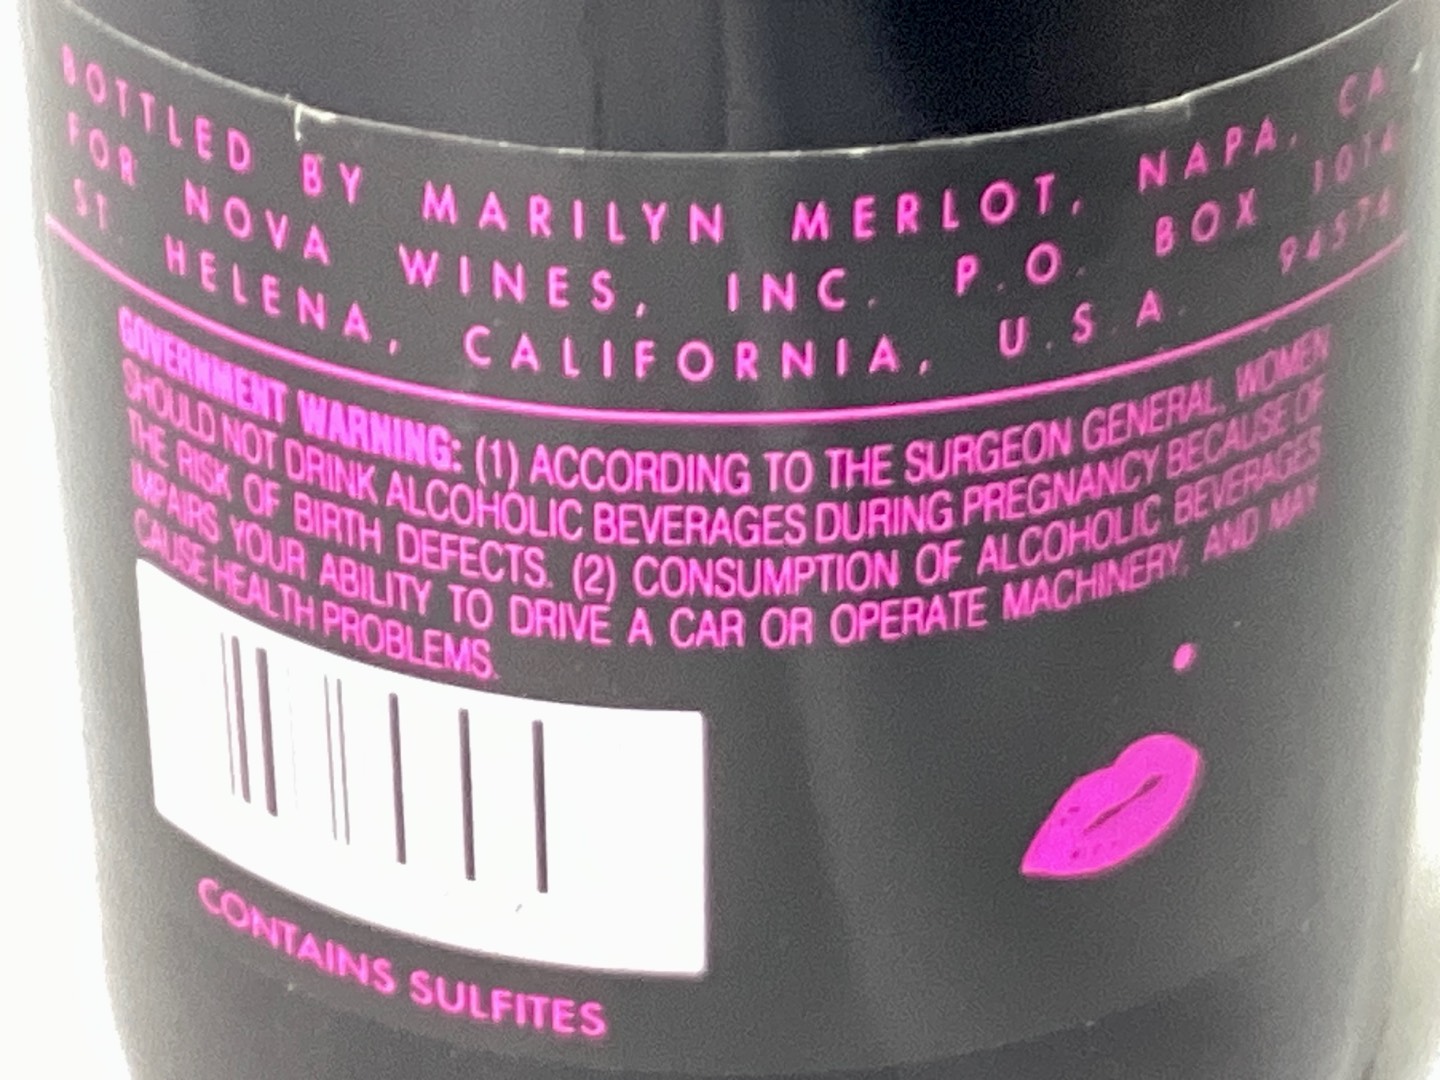 BOTTLED BY MARILYN MERLOT, NAPA, CA
FOR NOVA WINES, INC. P.O. BOX 1014
ST. HELENA, CALIFORNIA, U.S.A. 94574
GOVERNMENT WARNING: (1) ACCORDING TO THE SURGEON GENERAL, WOMEN
SHOULD NOT DRINK ALCOHOLIC BEVERAGES DURING PREGNANCY BECAUSE OF
THE RISK OF BIRTH DEFECTS. (2) CONSUMPTION OF ALCOHOLIC BEVERAGES
IMPAIRS YOUR ABILITY TO DRIVE A CAR OR OPERATE MACHINERY, AND MAY
CAUSE HEALTH PROBLEMS.
CONTAINS SULFITES